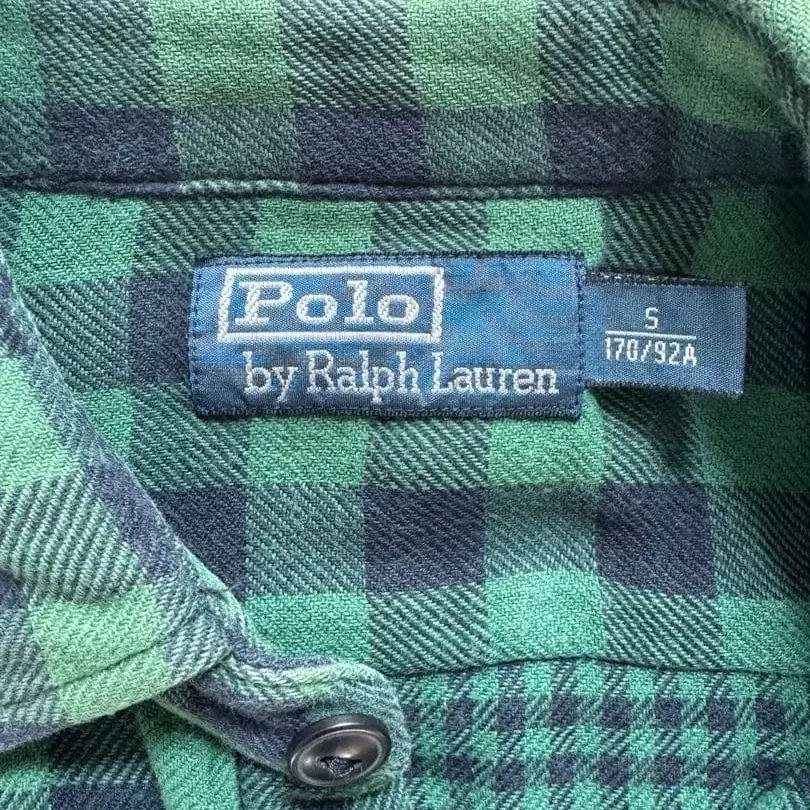 Polo
by Ralph Lauren
S
170/92A